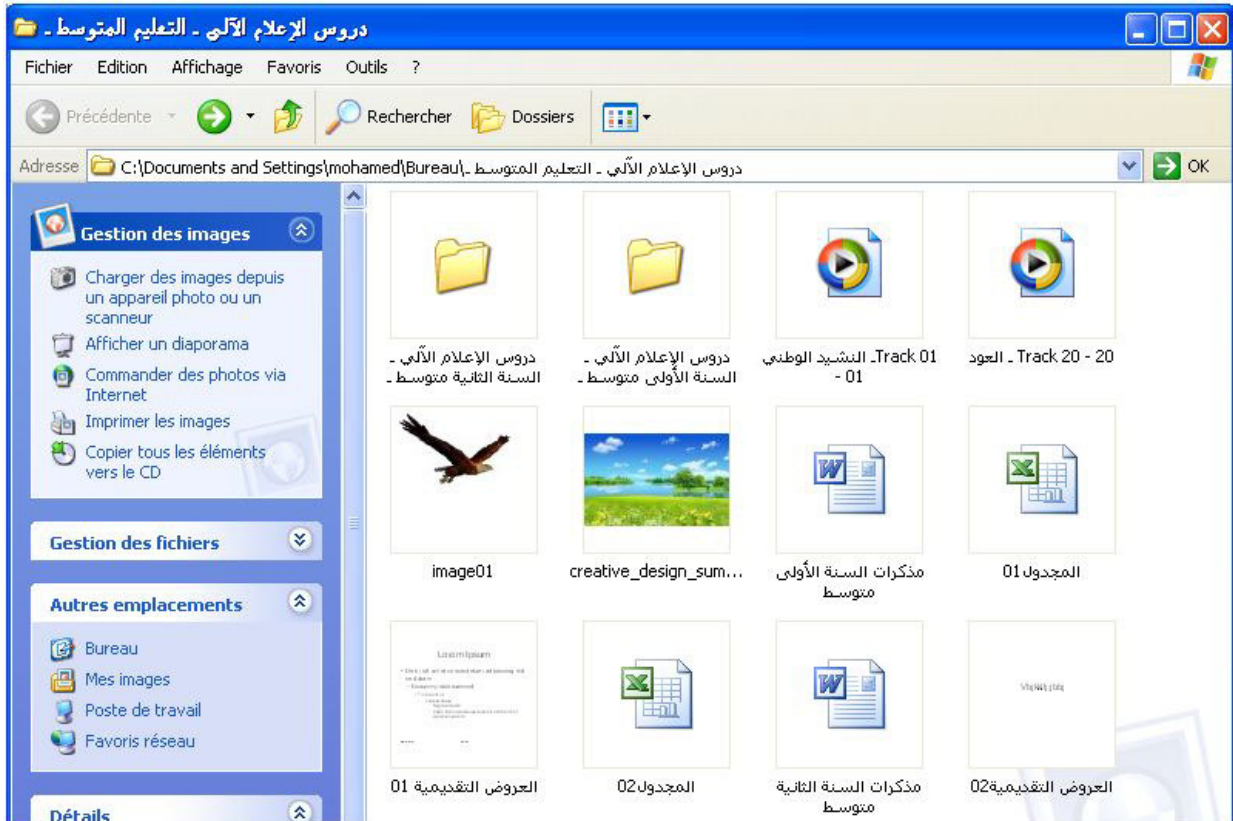 دروس الإعلام الآلي ـ التعليم المتوسط ـ
Fichier Edition Affichage Favoris Outils ?
Précédente Rechercher Dossiers
Adresse C:\Documents and Settings\mohamed\Bureau\دروس الإعلام الآلي ـ التعليم المتوسط ـ OK
Gestion des images
Charger des images depuis
un appareil photo ou un
scanneur
Afficher un diaporama
Commander des photos via
Internet
Imprimer les images
Copier tous les éléments
vers le CD
Gestion des fichiers
Autres emplacements
Bureau
Mes images
Poste de travail
Favoris réseau
Détails
دروس الإعلام الآلي ـ
السنة الثانية متوسط ـ
دروس الإعلام الآلي ـ
السنة الأولى متوسط ـ
Track 01ـ النشيد الوطني
- 01
Track 20 - 20 ـ العود
image01
creative_design_sum...
مذكرات السنة الأولى
متوسط
المجدول01
Lorem Ipsum
العروض التقديمية 01
المجدول02
مذكرات السنة الثانية
متوسط
العروض التقديمية02